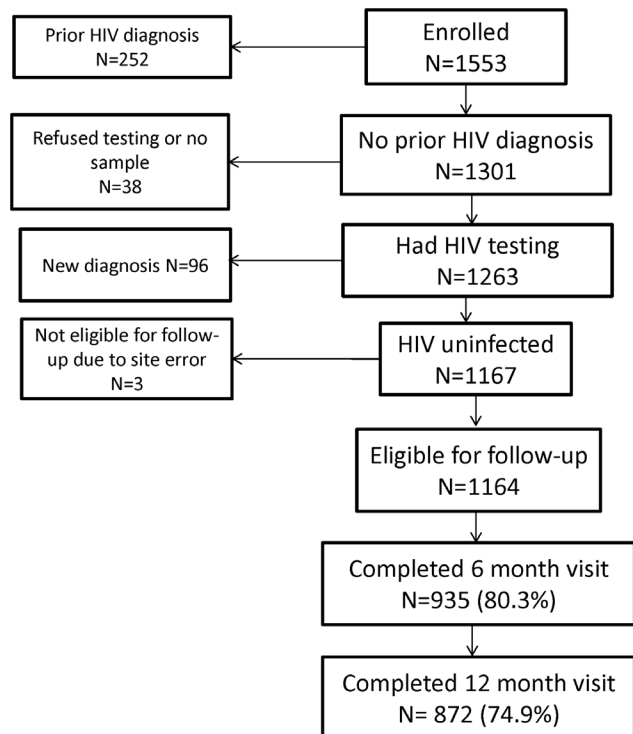 Prior HIV diagnosis
N=252
Enrolled
N=1553
Refused testing or no
sample
N=38
No prior HIV diagnosis
N=1301
New diagnosis N=96
Had HIV testing
N=1263
Not eligible for follow-
up due to site error
N=3
HIV uninfected
N=1167
Eligible for follow-up
N=1164
Completed 6 month visit
N=935 (80.3%)
Completed 12 month visit
N= 872 (74.9%)